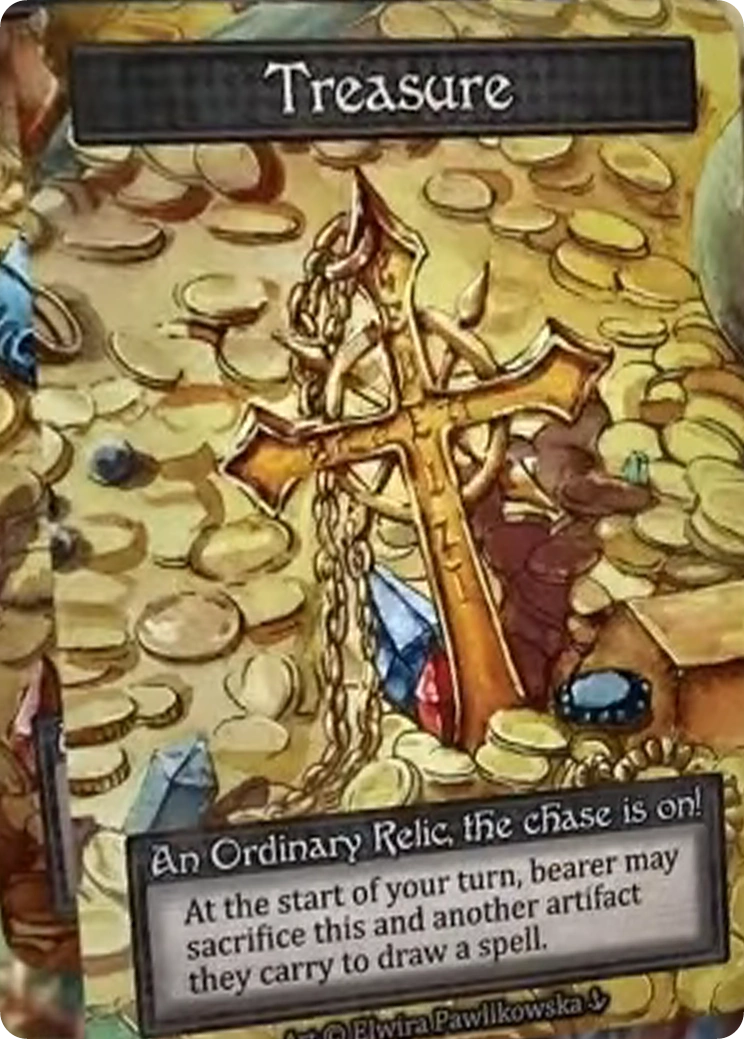 Treasure
An Ordinary Relic, the chase is on!
At the start of your turn, bearer may
sacrifice this and another artifact
they carry to draw a spell.
Art © Elwira Pawlikowska